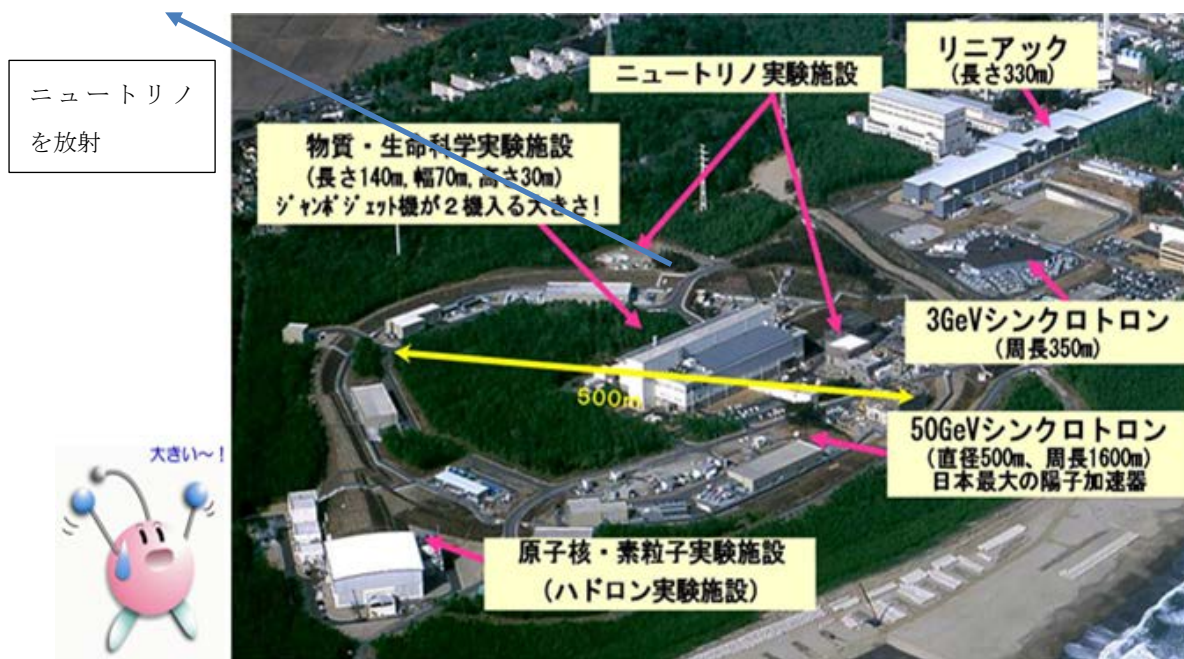 ニュートリノ
を放射
ニュートリノ実験施設
リニアック
(長さ330m)
物質・生命科学実験施設
(長さ140m,幅70m,高さ30m)
ｼﾞｬﾝﾎﾞｼﾞｪｯﾄ機が２機入る大きさ!
3GeVシンクロトロン
(周長350m)
500m
50GeVシンクロトロン
(直径500m、周長1600m)
日本最大の陽子加速器
大きい～！
原子核・素粒子実験施設
(ハドロン実験施設)